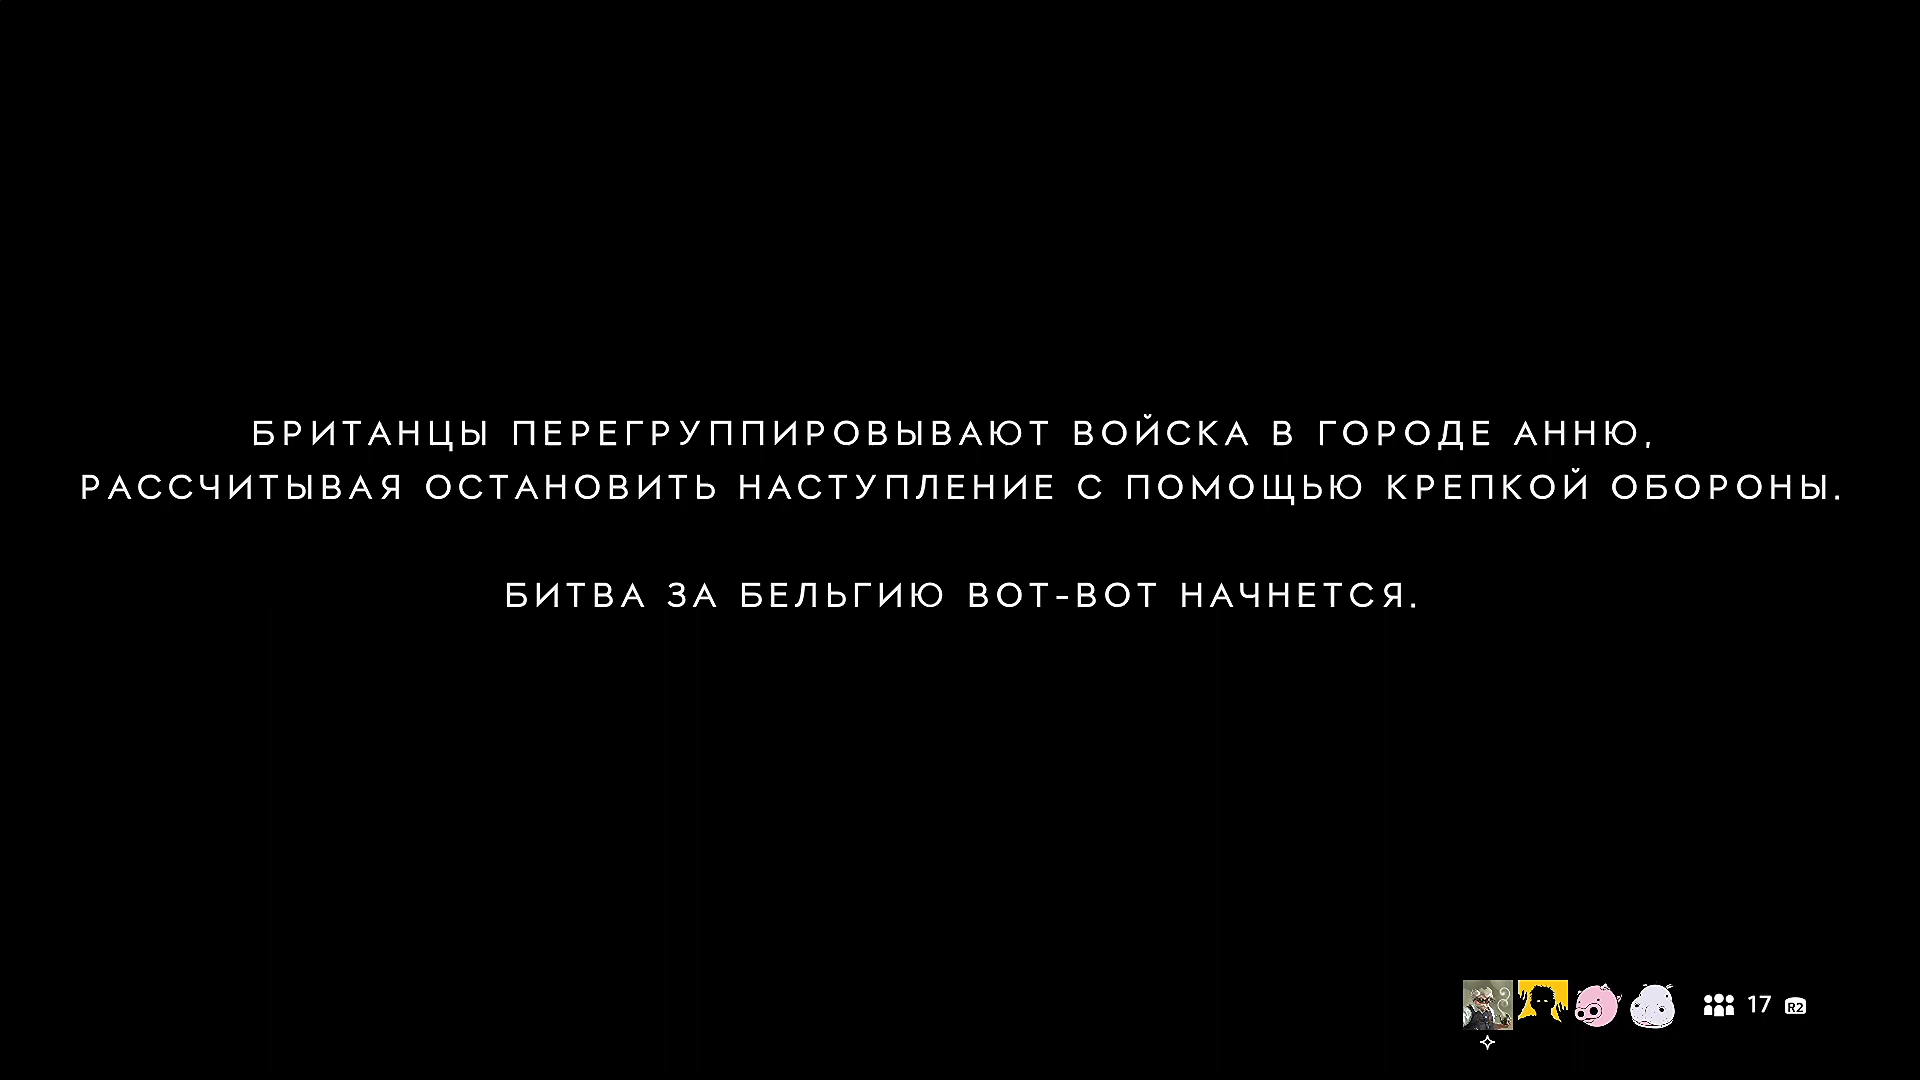 БРИТАНЦЫ ПЕРЕГРУППИРОВЫВАЮТ ВОЙСКА В ГОРОДЕ АННЮ,
РАССЧИТЫВАЯ ОСТАНОВИТЬ НАСТУПЛЕНИЕ С ПОМОЩЬЮ КРЕПКОЙ ОБОРОНЫ.
БИТВА ЗА БЕЛЬГИЮ ВОТ-ВОТ НАЧНЕТСЯ.
17 R2